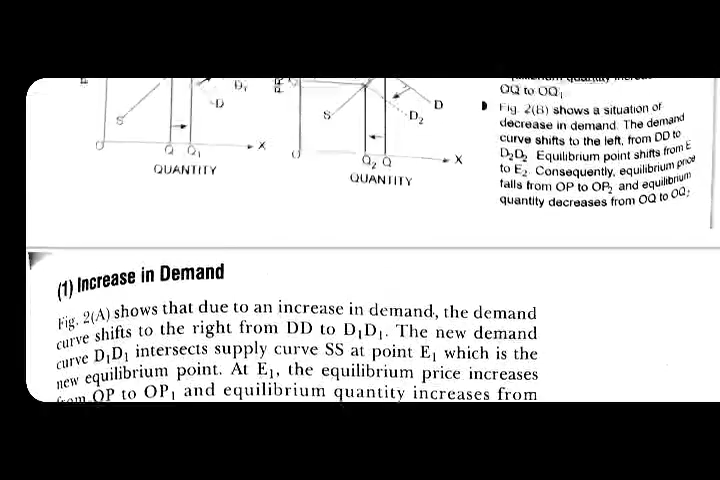 D₁
D
S
O
Q Q₁
X
QUANTITY
D
D₂
S
O
Q₂ Q
X
QUANTITY
OQ to OQ₁
Fig. 2(B) shows a situation of
decrease in demand. The demand
curve shifts to the left, from DD to
D₂D₂. Equilibrium point shifts from E
to E₂. Consequently, equilibrium price
falls from OP to OP₂ and equilibrium
quantity decreases from OQ to OQ₂
(1) Increase in Demand
Fig. 2(A) shows that due to an increase in demand, the demand
curve shifts to the right from DD to D₁D₁. The new demand
curve D₁D₁ intersects supply curve SS at point E₁ which is the
new equilibrium point. At E₁, the equilibrium price increases
from OP to OP₁ and equilibrium quantity increases from